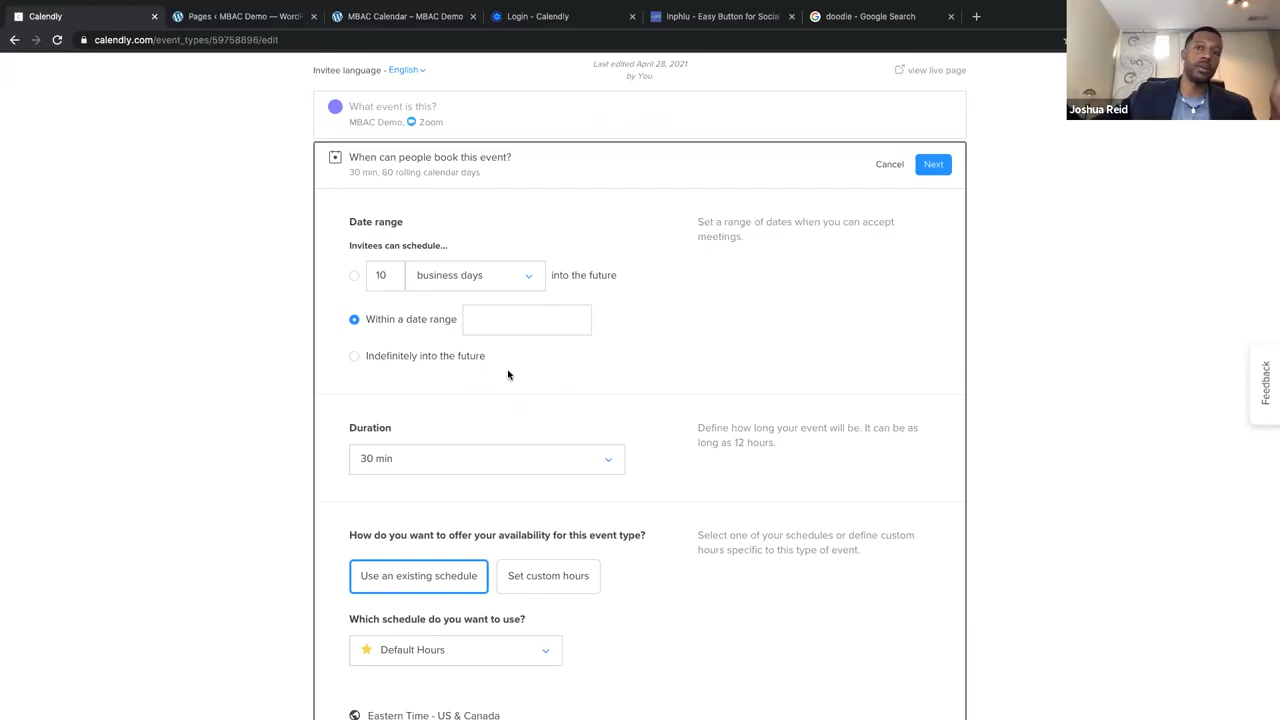 Calendly
Pages ‹ MBAC Demo — WordPr
MBAC Calendar – MBAC Demo
Login - Calendly
Inphlu - Easy Button for Social
doodle - Google Search
calendly.com/event_types/59758896/edit
Joshua Reid
Invitee language - English
Last edited April 28, 2021
by You
view live page
What event is this?
MBAC Demo, Zoom
When can people book this event?
30 min, 60 rolling calendar days
Cancel
Next
Date range
Set a range of dates when you can accept
meetings.
Invitees can schedule...
10 business days into the future
Within a date range
Indefinitely into the future
Feedback
Duration
Define how long your event will be. It can be as
long as 12 hours.
30 min
How do you want to offer your availability for this event type?
Select one of your schedules or define custom
hours specific to this type of event.
Use an existing schedule
Set custom hours
Which schedule do you want to use?
Default Hours
Eastern Time - US & Canada